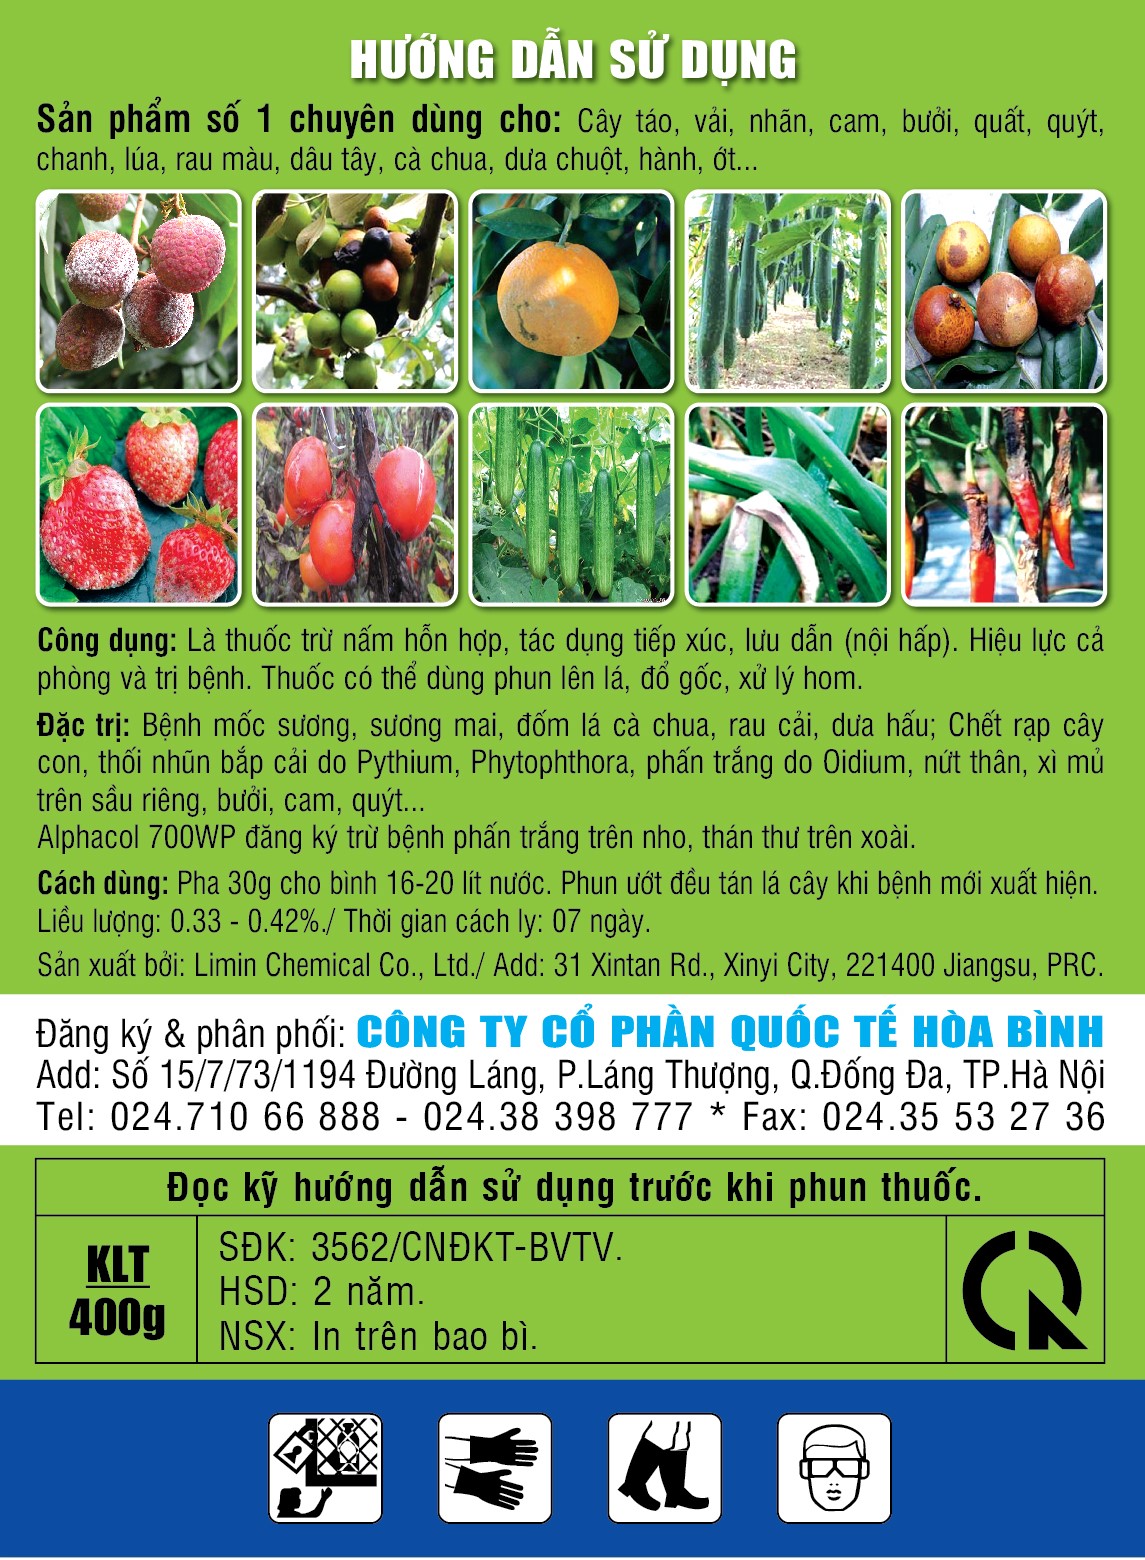 HƯỚNG DẪN SỬ DỤNG
Sản phẩm số 1 chuyên dùng cho: Cây táo, vải, nhãn, cam, bưởi, quất, quýt,
chanh, lúa, rau màu, dâu tây, cà chua, dưa chuột, hành, ớt...
Công dụng: Là thuốc trừ nấm hỗn hợp, tác dụng tiếp xúc, lưu dẫn (nội hấp). Hiệu lực cả
phòng và trị bệnh. Thuốc có thể dùng phun lên lá, đổ gốc, xử lý hom.
Đặc trị: Bệnh mốc sương, sương mai, đốm lá cà chua, rau cải, dưa hấu; Chết rạp cây
con, thối nhũn bắp cải do Pythium, Phytophthora, phấn trắng do Oidium, nứt thân, xì mủ
trên sầu riêng, bưởi, cam, quýt...
Alphacol 700WP đăng ký trừ bệnh phấn trắng trên nho, thán thư trên xoài.
Cách dùng: Pha 30g cho bình 16-20 lít nước. Phun ướt đều tán lá cây khi bệnh mới xuất hiện.
Liều lượng: 0.33 - 0.42%./ Thời gian cách ly: 07 ngày.
Sản xuất bởi: Limin Chemical Co., Ltd./ Add: 31 Xintan Rd., Xinyi City, 221400 Jiangsu, PRC.
Đăng ký & phân phối: CÔNG TY CỔ PHẦN QUỐC TẾ HÒA BÌNH
Add: Số 15/7/73/1194 Đường Láng, P.Láng Thượng, Q.Đống Đa, TP.Hà Nội
Tel: 024.710 66 888 - 024.38 398 777 * Fax: 024.35 53 27 36
Đọc kỹ hướng dẫn sử dụng trước khi phun thuốc.
KLT
400g
SĐK: 3562/CNĐKT-BVTV.
HSD: 2 năm.
NSX: In trên bao bì.